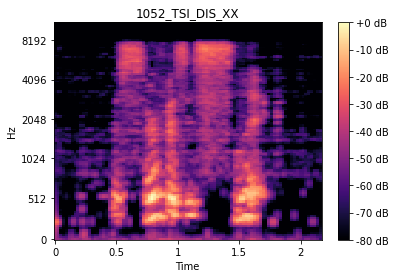 1052_TSI_DIS_XX
8192
4096
2048
1024
512
0
Hz
0
0.5
1
1.5
2
Time
+0 dB
-10 dB
-20 dB
-30 dB
-40 dB
-50 dB
-60 dB
-70 dB
-80 dB